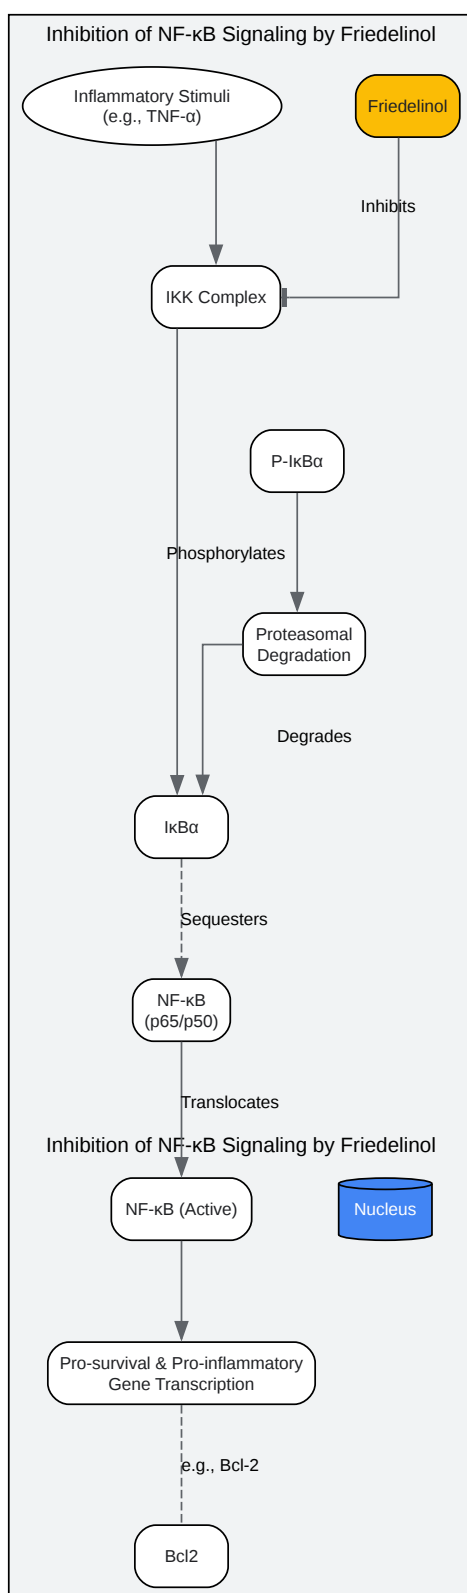 Inhibition of NF-κB Signaling by Friedelinol
Inflammatory Stimuli
(e.g., TNF-α)
Friedelinol
Inhibits
IKK Complex
P-IκBα
Phosphorylates
Proteasomal
Degradation
Degrades
IκBα
Sequesters
NF-κB
(p65/p50)
Translocates
Inhibition of NF-κB Signaling by Friedelinol
NF-κB (Active)
Nucleus
Pro-survival & Pro-inflammatory
Gene Transcription
e.g., Bcl-2
Bcl2